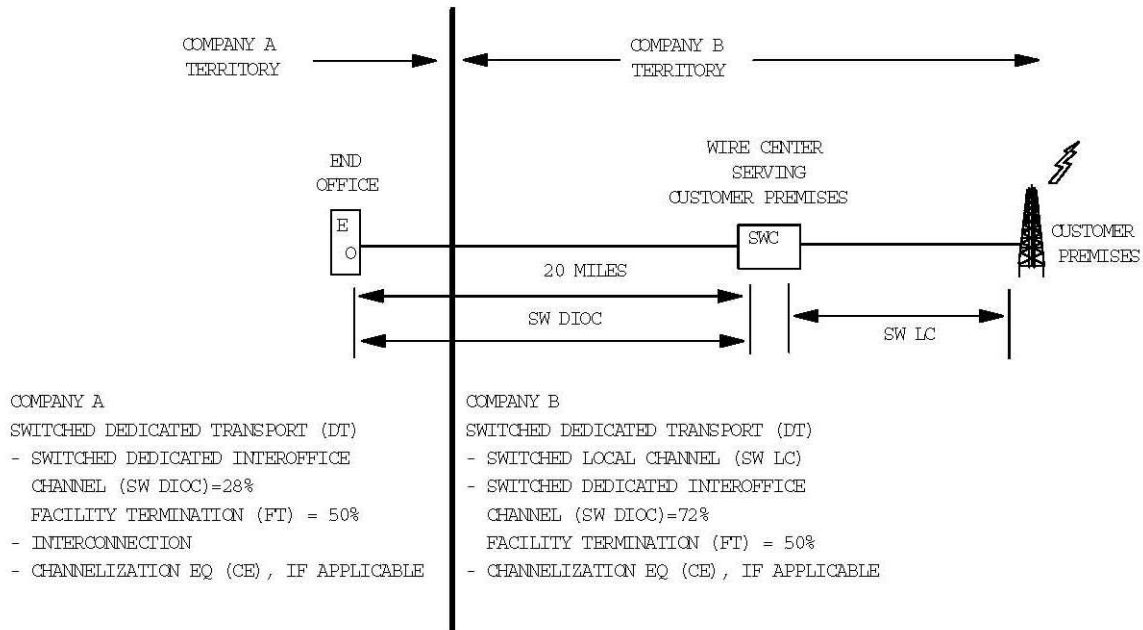 COMPANY A
TERRITORY
COMPANY B
TERRITORY
END
OFFICE
WIRE CENTER
SERVING
CUSTOMER PREMISES
E
O
SWC
CUSTOMER
PREMISES
20 MILES
SW DIOC
SW LC
COMPANY A
SWITCHED DEDICATED TRANSPORT (DT)
- SWITCHED DEDICATED INTEROFFICE
CHANNEL (SW DIOC)=28%
FACILITY TERMINATION (FT) = 50%
- INTERCONNECTION
- CHANNELIZATION EQ (CE), IF APPLICABLE
COMPANY B
SWITCHED DEDICATED TRANSPORT (DT)
- SWITCHED LOCAL CHANNEL (SW LC)
- SWITCHED DEDICATED INTEROFFICE
CHANNEL (SW DIOC)=72%
FACILITY TERMINATION (FT) = 50%
- CHANNELIZATION EQ (CE), IF APPLICABLE